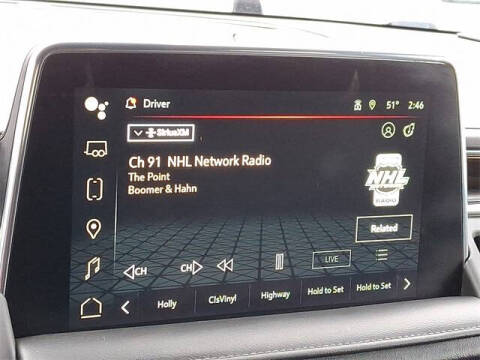 Driver
51°
2:46
SiriusXM
Ch 91 NHL Network Radio
The Point
Boomer & Hahn
NHL
RADIO
Related
CH
CH
LIVE
Holly
ClsVinyl
Highway
Hold to Set
Hold to Set